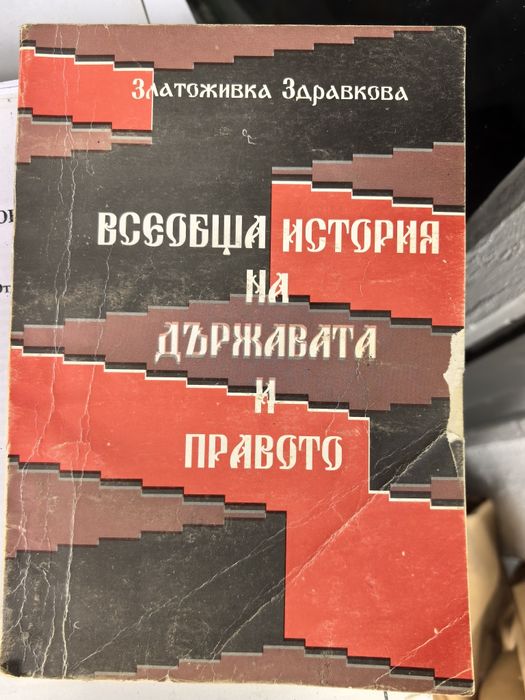 Златоживка Здравкова
ВСЕОБЩА ИСТОРИЯ
НА
ДЪРЖАВАТА
И
ПРАВОТО